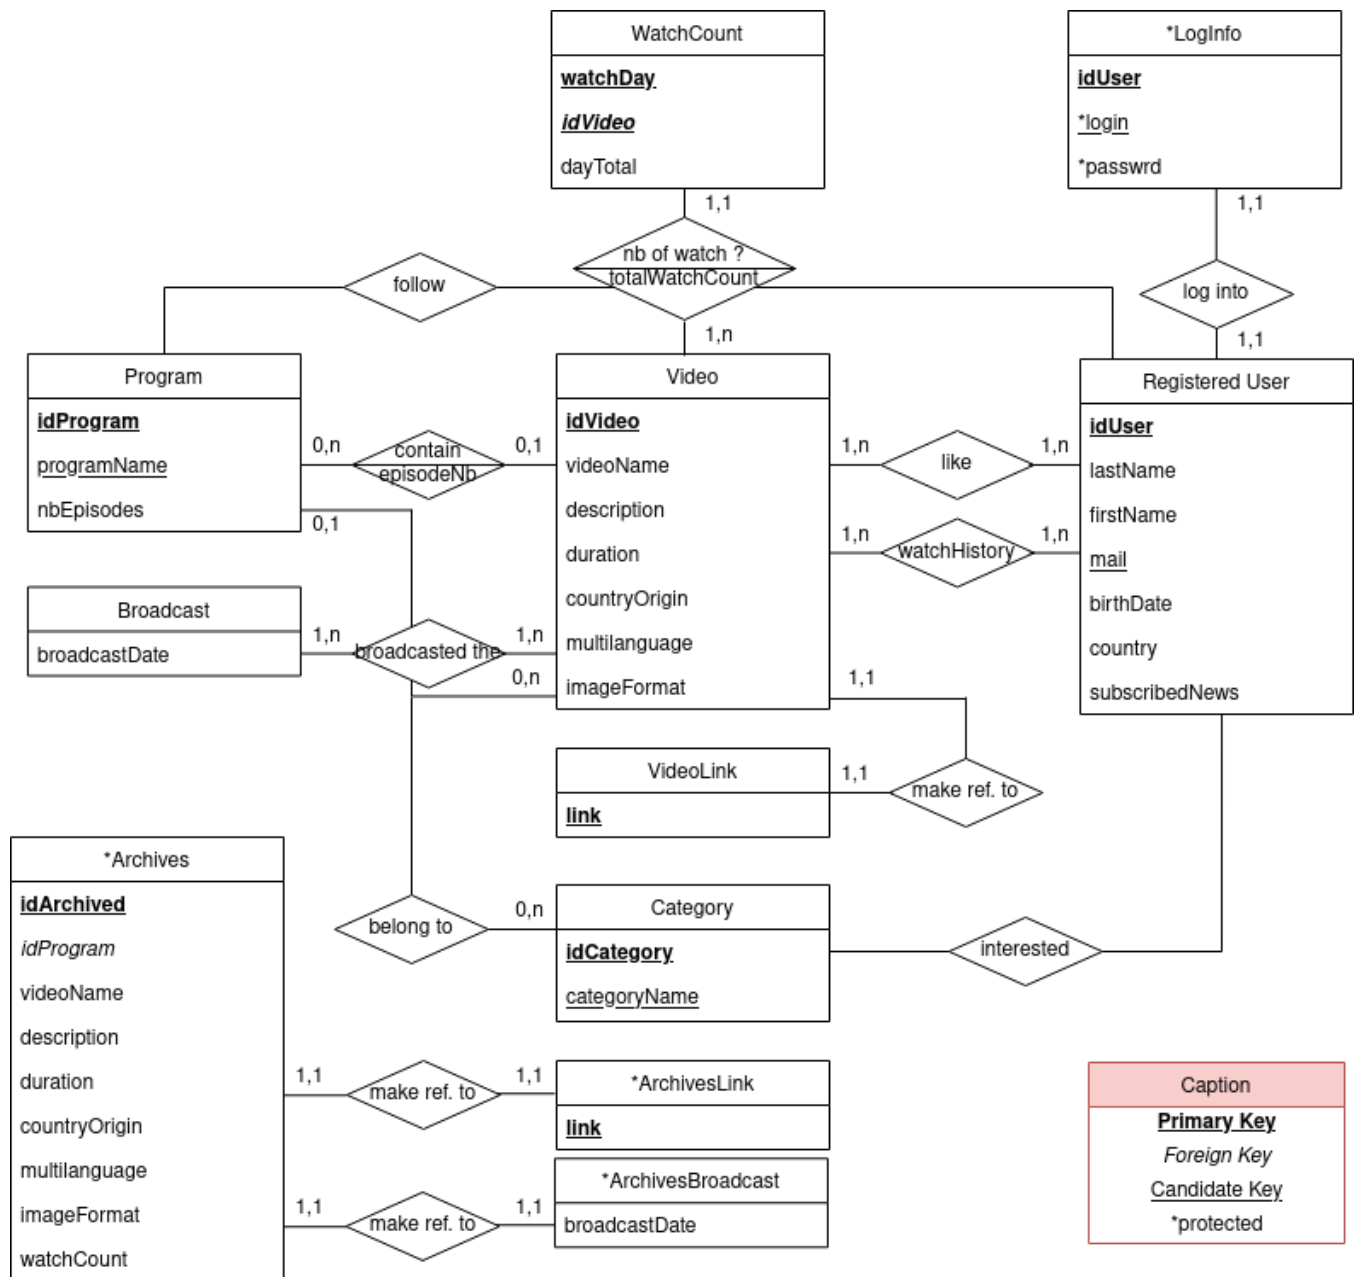 WatchCount
watchDay
idVideo
dayTotal
*LogInfo
idUser
*login
*passwrd
1,1
1,1
nb of watch ?
totalWatchCount
follow
log into
1,n
1,1
Program
idProgram
programName
nbEpisodes
0,n
contain
episodeNb
0,1
0,1
Video
idVideo
videoName
description
duration
countryOrigin
multilanguage
imageFormat
1,n
like
1,n
1,n
watchHistory
1,n
Registered User
idUser
lastName
firstName
mail
birthDate
country
subscribedNews
Broadcast
broadcastDate
1,n
broadcasted the
1,n
0,n
1,1
VideoLink
link
1,1
make ref. to
*Archives
idArchived
idProgram
videoName
description
duration
countryOrigin
multilanguage
imageFormat
watchCount
belong to
0,n
Category
idCategory
categoryName
interested
1,1
make ref. to
1,1
*ArchivesLink
link
1,1
make ref. to
1,1
*ArchivesBroadcast
broadcastDate
Caption
Primary Key
Foreign Key
Candidate Key
*protected